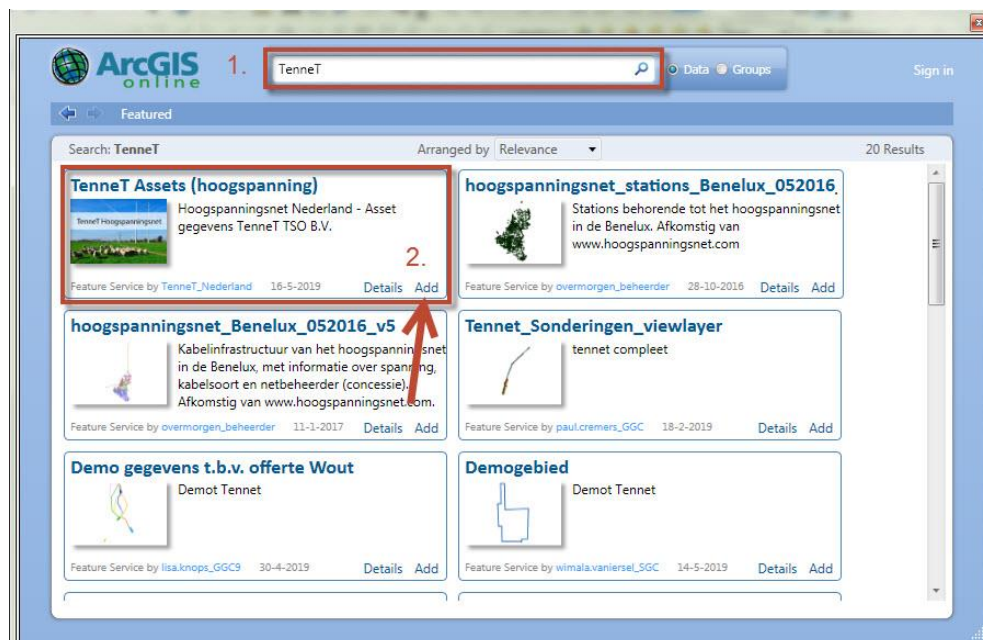 ArcGIS
online
1.
TenneT
Data
Groups
Sign in
Featured
Search: TenneT
Arranged by Relevance
20 Results
TenneT Assets (hoogspanning)
TenneT Hoogspanningsnet
Hoogspanningsnet Nederland - Asset
gegevens TenneT TSO B.V.
2.
Feature Service by TenneT_Nederland 16-5-2019 Details Add
hoogspanningsnet_stations_Benelux_052016_
Stations behorende tot het hoogspanningsnet
in de Benelux. Afkomstig van
www.hoogspanningsnet.com
Feature Service by overmorgen_beheerder 28-10-2016 Details Add
hoogspanningsnet_Benelux_052016_v5
Kabelinfrastructuur van het hoogspanningsnet
in de Benelux, met informatie over spanning,
kabelsoort en netbeheerder (concessie).
Afkomstig van www.hoogspanningsnet.com.
Feature Service by overmorgen_beheerder 11-1-2017 Details Add
Tennet_Sonderingen_viewlayer
tennet compleet
Feature Service by paul.cremers_GGC 18-2-2019 Details Add
Demo gegevens t.b.v. offerte Wout
Demot Tennet
Feature Service by lisa.knops_GGC9 30-4-2019 Details Add
Demogebied
Demot Tennet
Feature Service by wimala.vaniersel_SGC 14-5-2019 Details Add